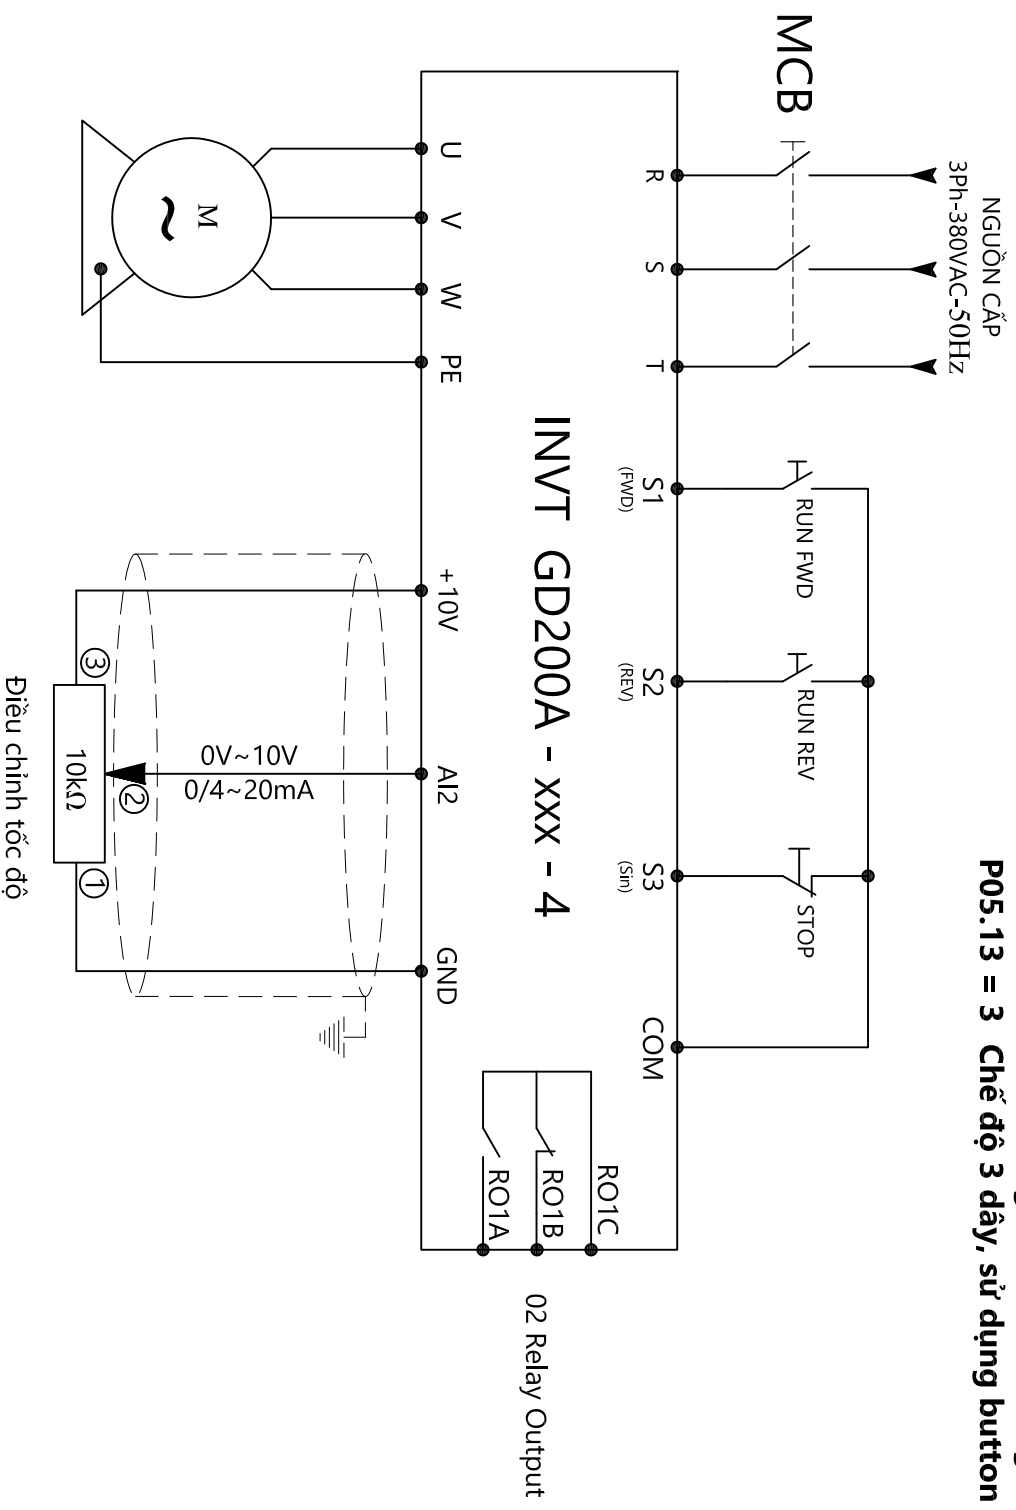 P05.13 = 3 Chế độ 3 dây, sử dụng button
NGUỒN CẤP
3Ph-380VAC-50Hz
MCB
RUN FWD
RUN REV
STOP
R
S
T
S1
(FWD)
S2
(REV)
S3
(Sin)
COM
INVT GD200A - xxx - 4
RO1C
RO1B
RO1A
02 Relay Output
U
V
W
PE
+10V
AI2
GND
M
~
0V~10V
0/4~20mA
③
②
①
10kΩ
Điều chỉnh tốc độ